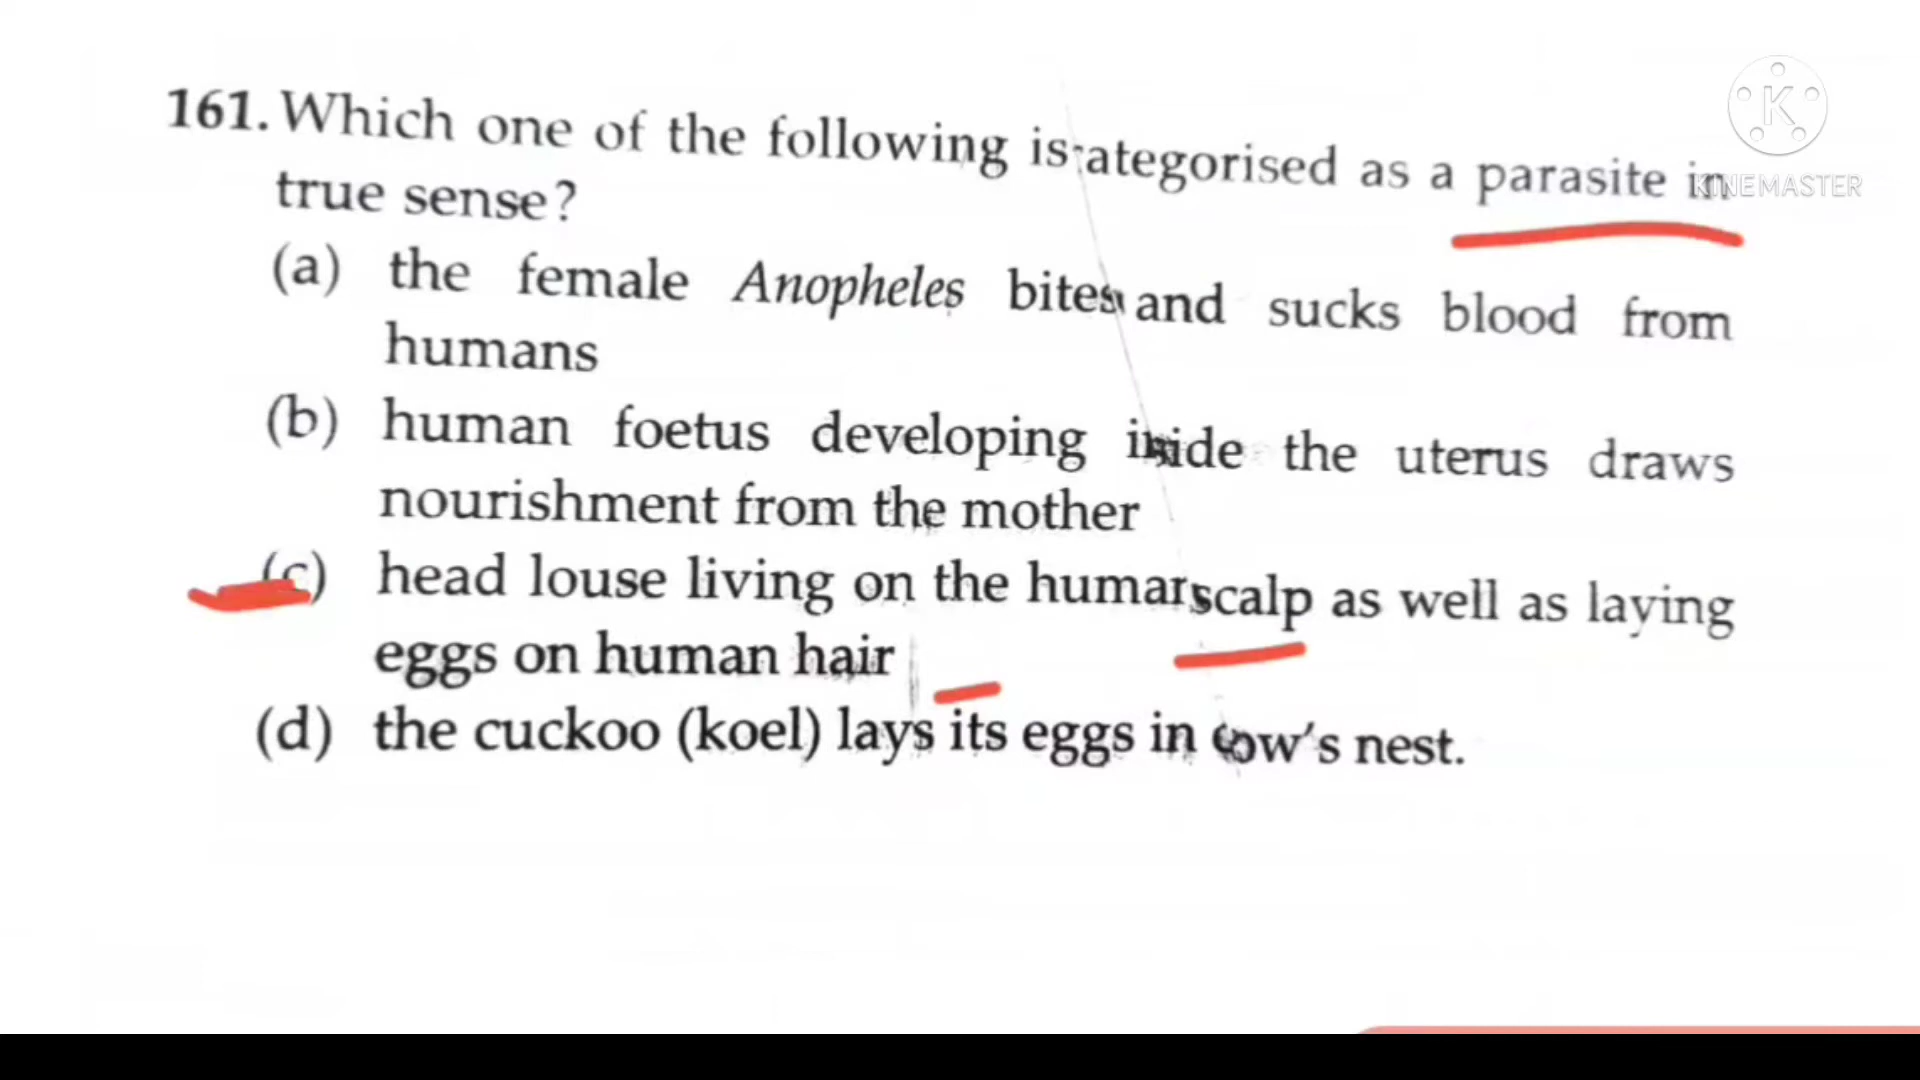 161. Which one of the following is categorised as a parasite in
true sense?
(a) the female Anopheles bites and sucks blood from
humans
(b) human foetus developing inside the uterus draws
nourishment from the mother
(c) head louse living on the human scalp as well as laying
eggs on human hair
(d) the cuckoo (koel) lays its eggs in crow's nest.
K
KINEMASTER